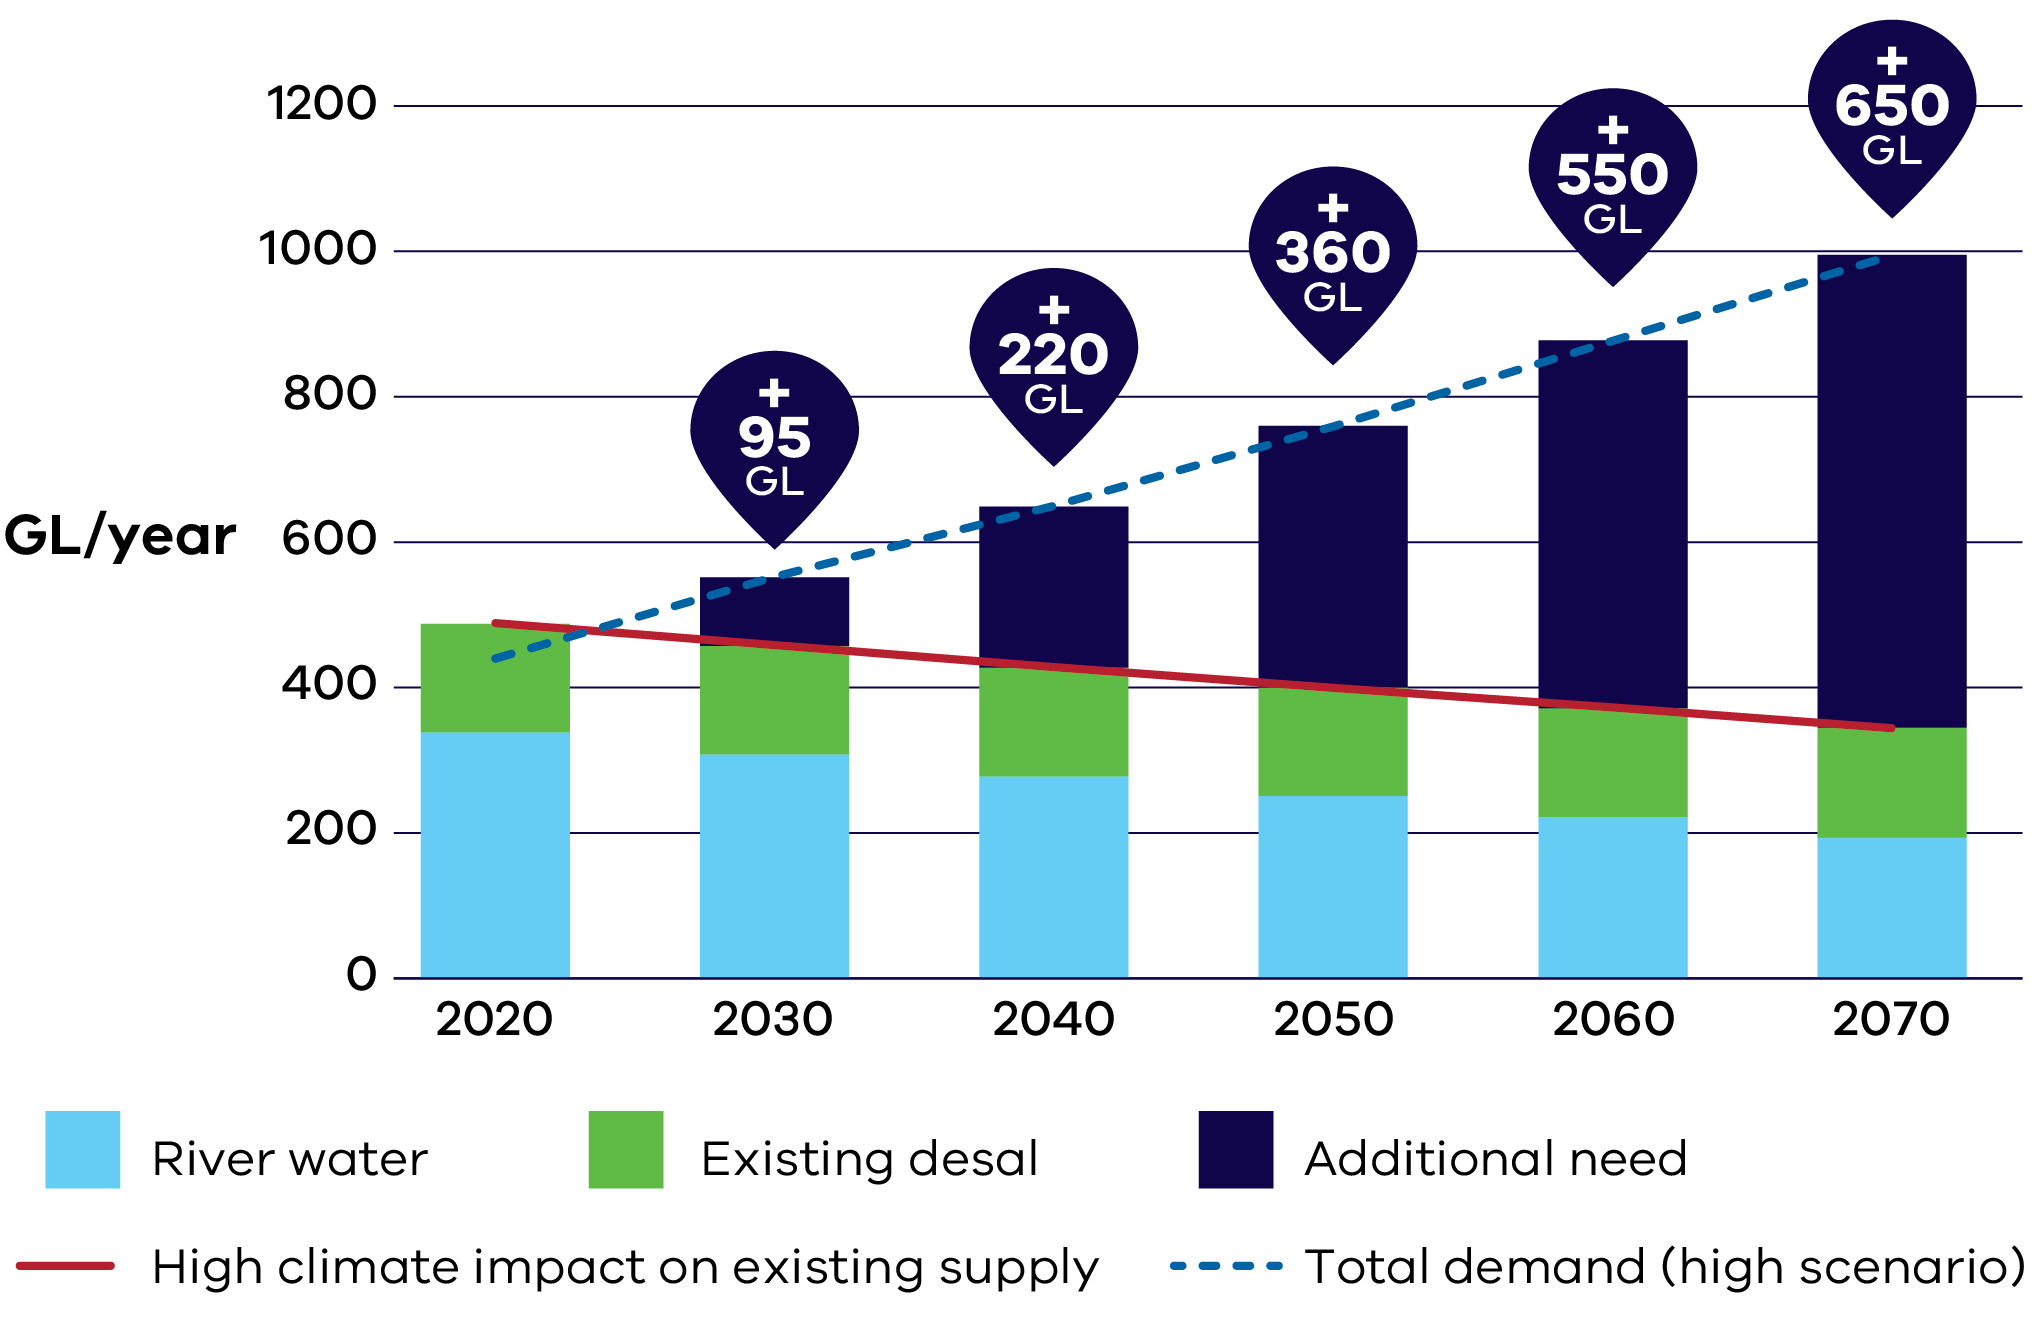 1200
1000
800
600
400
200
0
GL/year
+
95
GL
+
220
GL
+
360
GL
+
550
GL
+
650
GL
2020 2030 2040 2050 2060 2070
River water Existing desal Additional need
High climate impact on existing supply Total demand (high scenario)